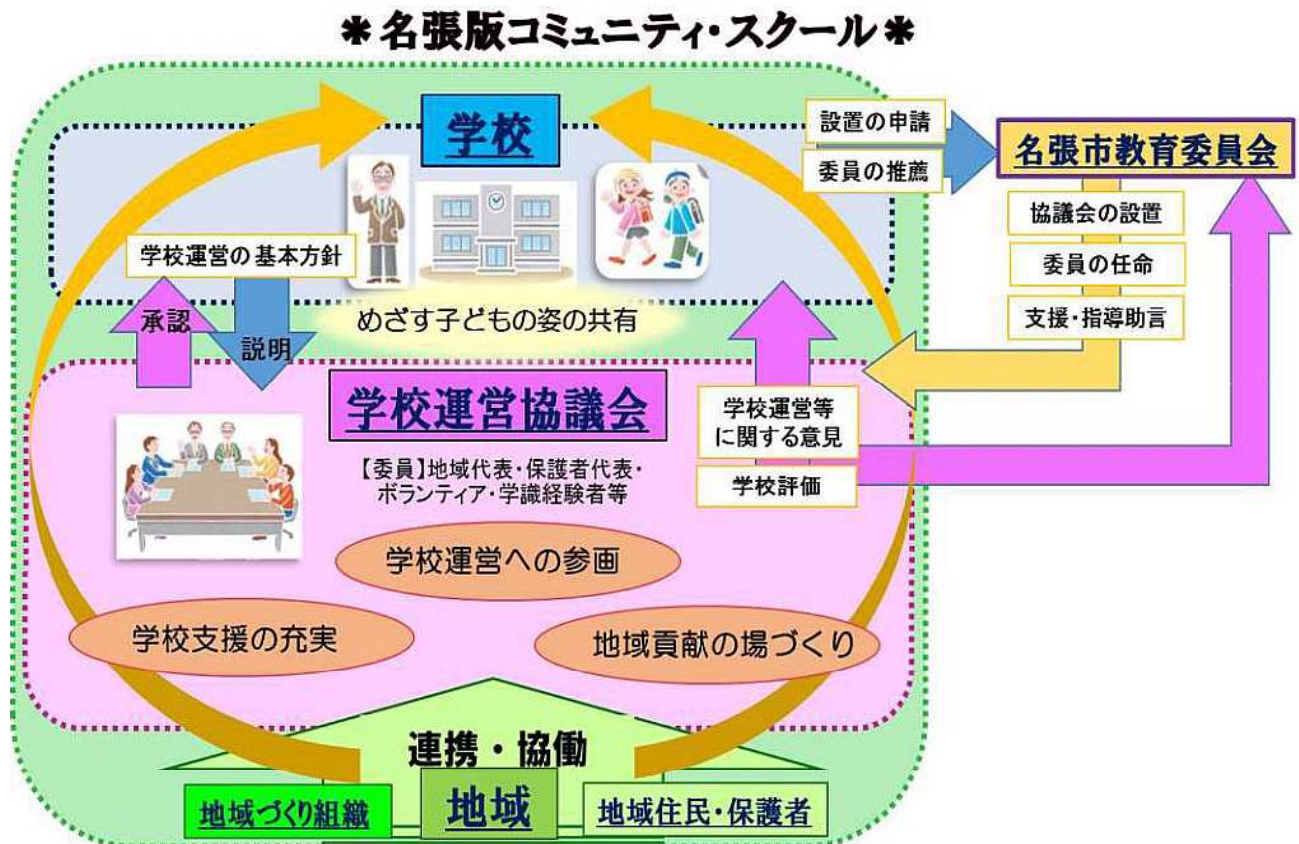 ＊名張版コミュニティ・スクール＊
学校
設置の申請
委員の推薦
名張市教育委員会
協議会の設置
委員の任命
支援・指導助言
学校運営の基本方針
承認
説明
めざす子どもの姿の共有
学校運営協議会
【委員】地域代表・保護者代表・
ボランティア・学識経験者等
学校運営等
に関する意見
学校評価
学校運営への参画
学校支援の充実
地域貢献の場づくり
連携・協働
地域づくり組織
地域
地域住民・保護者